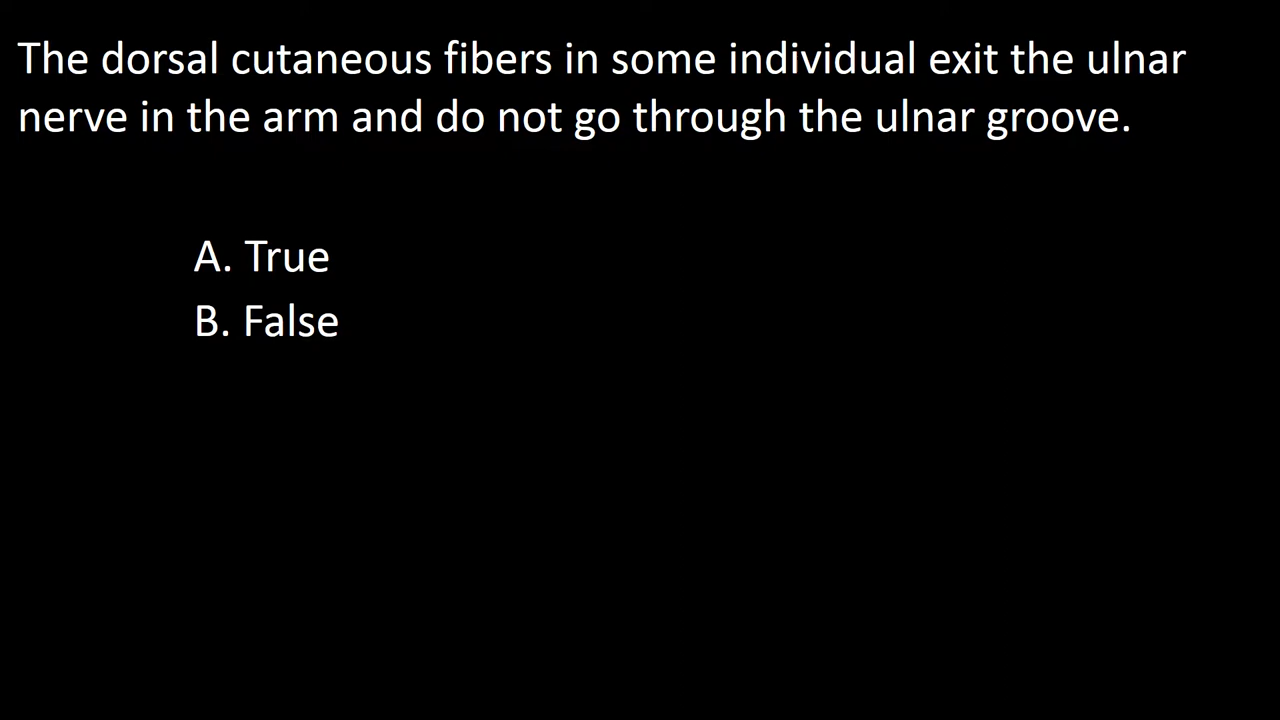 The dorsal cutaneous fibers in some individual exit the ulnar
nerve in the arm and do not go through the ulnar groove.
A. True
B. False